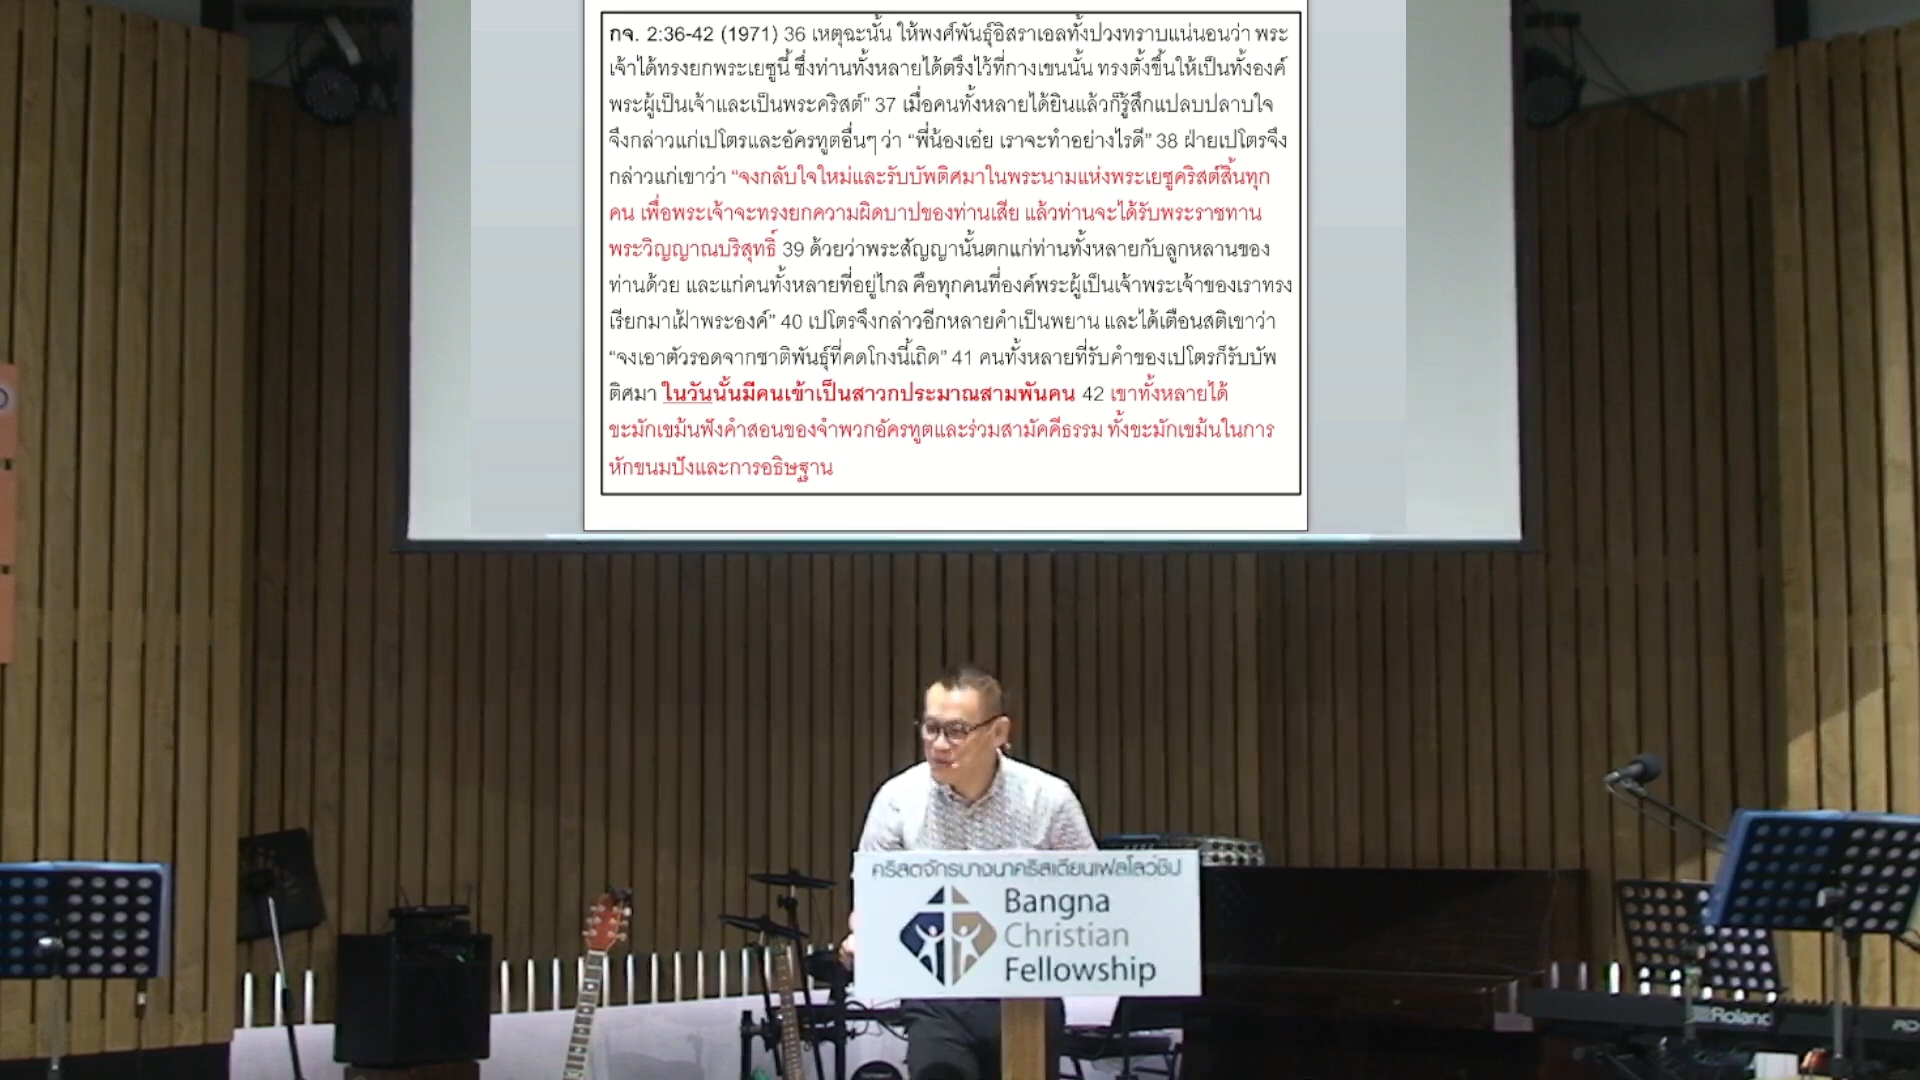 กจ. 2:36-42 (1971) 36 เหตุฉะนั้น ให้พงศ์พันธุ์อิสราเอลทั้งปวงทราบแน่นอนว่า พระ
เจ้าได้ทรงยกพระเยซูนี้ ซึ่งท่านทั้งหลายได้ตรึงไว้ที่กางเขนนั้น ทรงตั้งขึ้นให้เป็นทั้งองค์
พระผู้เป็นเจ้าและเป็นพระคริสต์” 37 เมื่อคนทั้งหลายได้ยินแล้วก็รู้สึกแปลบปลาบใจ
จึงกล่าวแก่เปโตรและอัครทูตอื่นๆ ว่า “พี่น้องเอ๋ย เราจะทำอย่างไรดี” 38 ฝ่ายเปโตรจึง
กล่าวแก่เขาว่า “จงกลับใจใหม่และรับบัพติศมาในพระนามแห่งพระเยซูคริสต์สิ้นทุก
คน เพื่อพระเจ้าจะทรงยกความผิดบาปของท่านเสีย แล้วท่านจะได้รับพระราชทาน
พระวิญญาณบริสุทธิ์ 39 ด้วยว่าพระสัญญานั้นตกแก่ท่านทั้งหลายกับลูกหลานของ
ท่านด้วย และแก่คนทั้งหลายที่อยู่ไกล คือทุกคนที่องค์พระผู้เป็นเจ้าพระเจ้าของเราทรง
เรียกมาเฝ้าพระองค์” 40 เปโตรจึงกล่าวอีกหลายคำเป็นพยาน และได้เตือนสติเขาว่า
“จงเอาตัวรอดจากชาติพันธุ์ที่คดโกงนี้เถิด” 41 คนทั้งหลายที่รับคำของเปโตรก็รับบัพ
ติศมา ในวันนั้นมีคนเข้าเป็นสาวกประมาณสามพันคน 42 เขาทั้งหลายได้
ขะมักเขม้นฟังคำสอนของจำพวกอัครทูตและร่วมสามัคคีธรรม ทั้งขะมักเขม้นในการ
หักขนมปังและการอธิษฐาน
คริสตจักรบางนาคริสเตียนเฟลโลว์ชิป
Bangna
Christian
Fellowship
Roland